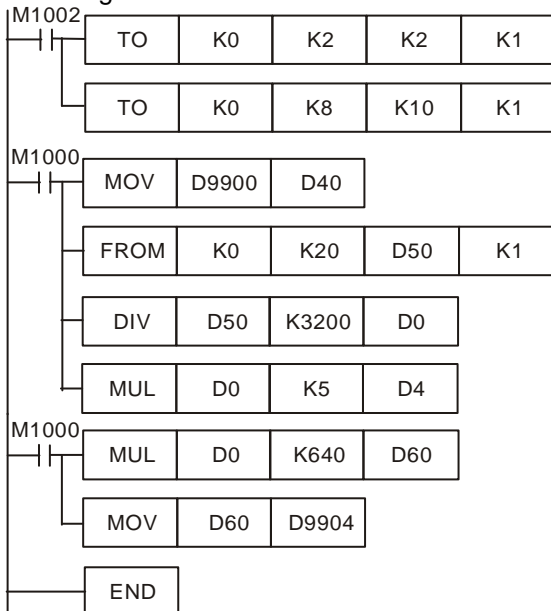 M1002
TO K0 K2 K2 K1
TO K0 K8 K10 K1
M1000
MOV D9900 D40
FROM K0 K20 D50 K1
DIV D50 K3200 D0
MUL D0 K5 D4
M1000
MUL D0 K640 D60
MOV D60 D9904
END